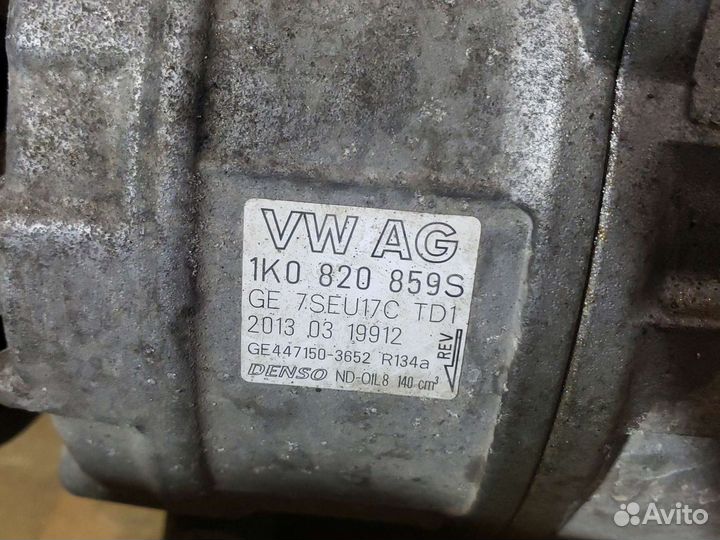 VW AG
1K0 820 859S
GE 7SEU17C TD1
2013 03 19912
GE447150-3652 R134a
DENSO ND-OIL8 140 cm³
REV
Avito